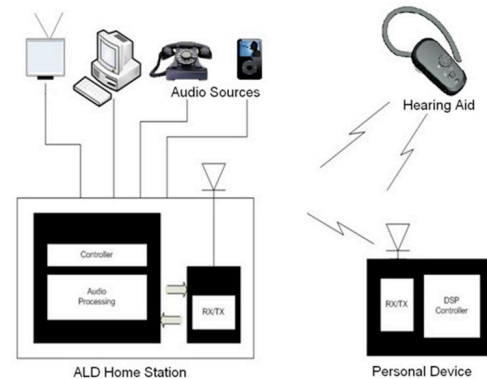 Audio Sources
Hearing Aid
Controller
Audio
Processing
RX/TX
RX/TX
DSP
Controller
ALD Home Station
Personal Device